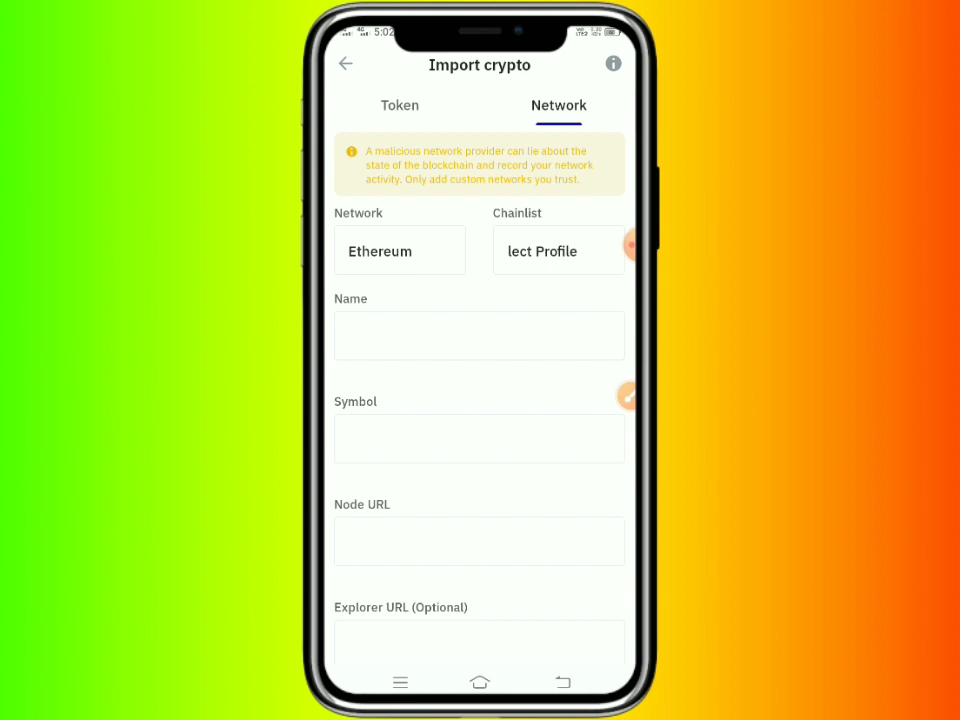 5:02
Import crypto
Token
Network
A malicious network provider can lie about the
state of the blockchain and record your network
activity. Only add custom networks you trust.
Network
Chainlist
Ethereum
lect Profile
Name
Symbol
Node URL
Explorer URL (Optional)